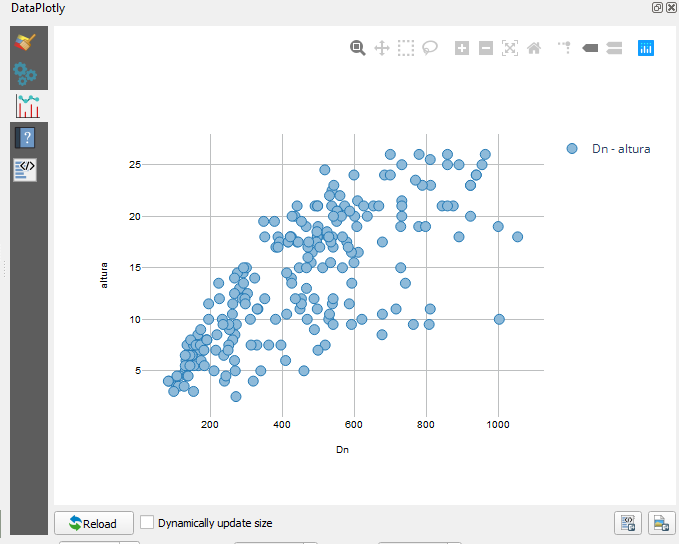 DataPlotly
Dn - altura
25
20
15
10
5
altura
200
400
600
800
1000
Dn
Reload
Dynamically update size